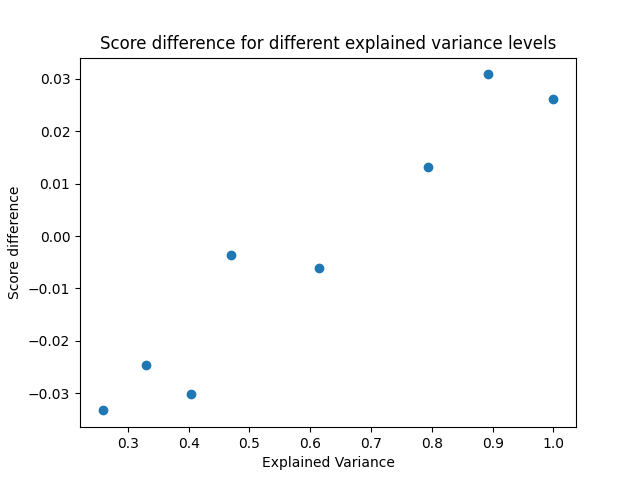 Score difference for different explained variance levels
0.03
0.02
0.01
0.00
−0.01
−0.02
−0.03
Score difference
0.3 0.4 0.5 0.6 0.7 0.8 0.9 1.0
Explained Variance